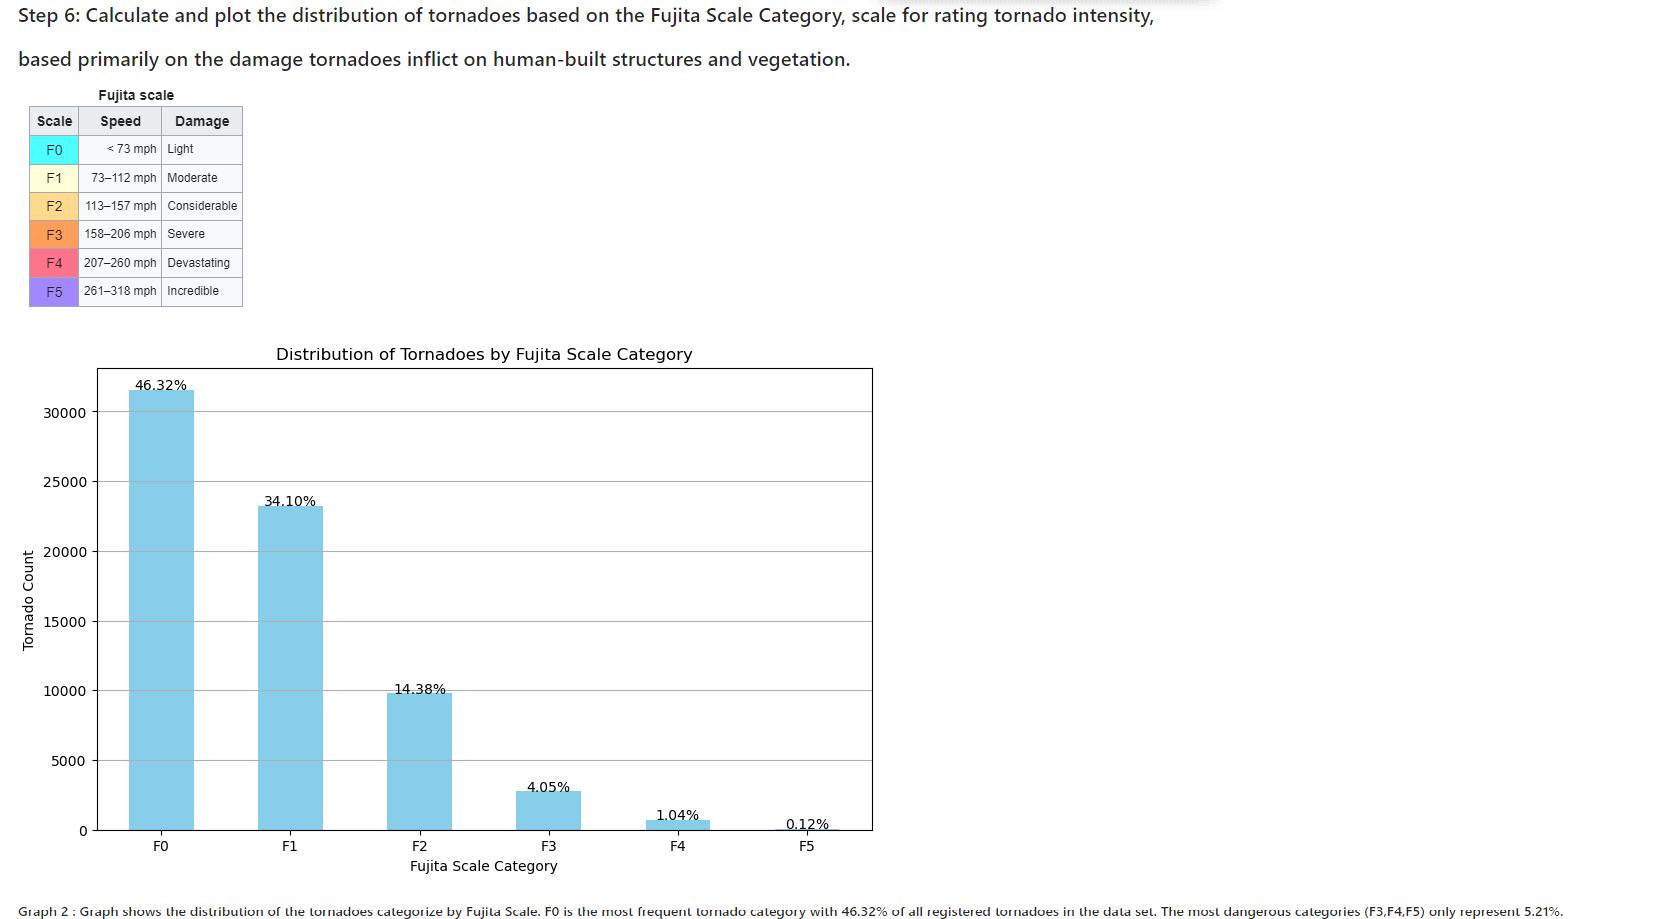 Step 6: Calculate and plot the distribution of tornadoes based on the Fujita Scale Category, scale for rating tornado intensity,
based primarily on the damage tornadoes inflict on human-built structures and vegetation.
Fujita scale
Scale Speed Damage
F0 < 73 mph Light
F1 73–112 mph Moderate
F2 113–157 mph Considerable
F3 158–206 mph Severe
F4 207–260 mph Devastating
F5 261–318 mph Incredible
Distribution of Tornadoes by Fujita Scale Category
46.32%
30000
34.10%
25000
20000
15000
14.38%
10000
5000
4.05%
1.04%
0.12%
0
Tornado Count
F0 F1 F2 F3 F4 F5
Fujita Scale Category
Graph 2 : Graph shows the distribution of the tornadoes categorize by Fujita Scale. F0 is the most frequent tornado category with 46.32% of all registered tornadoes in the data set. The most dangerous categories (F3,F4,F5) only represent 5.21%.